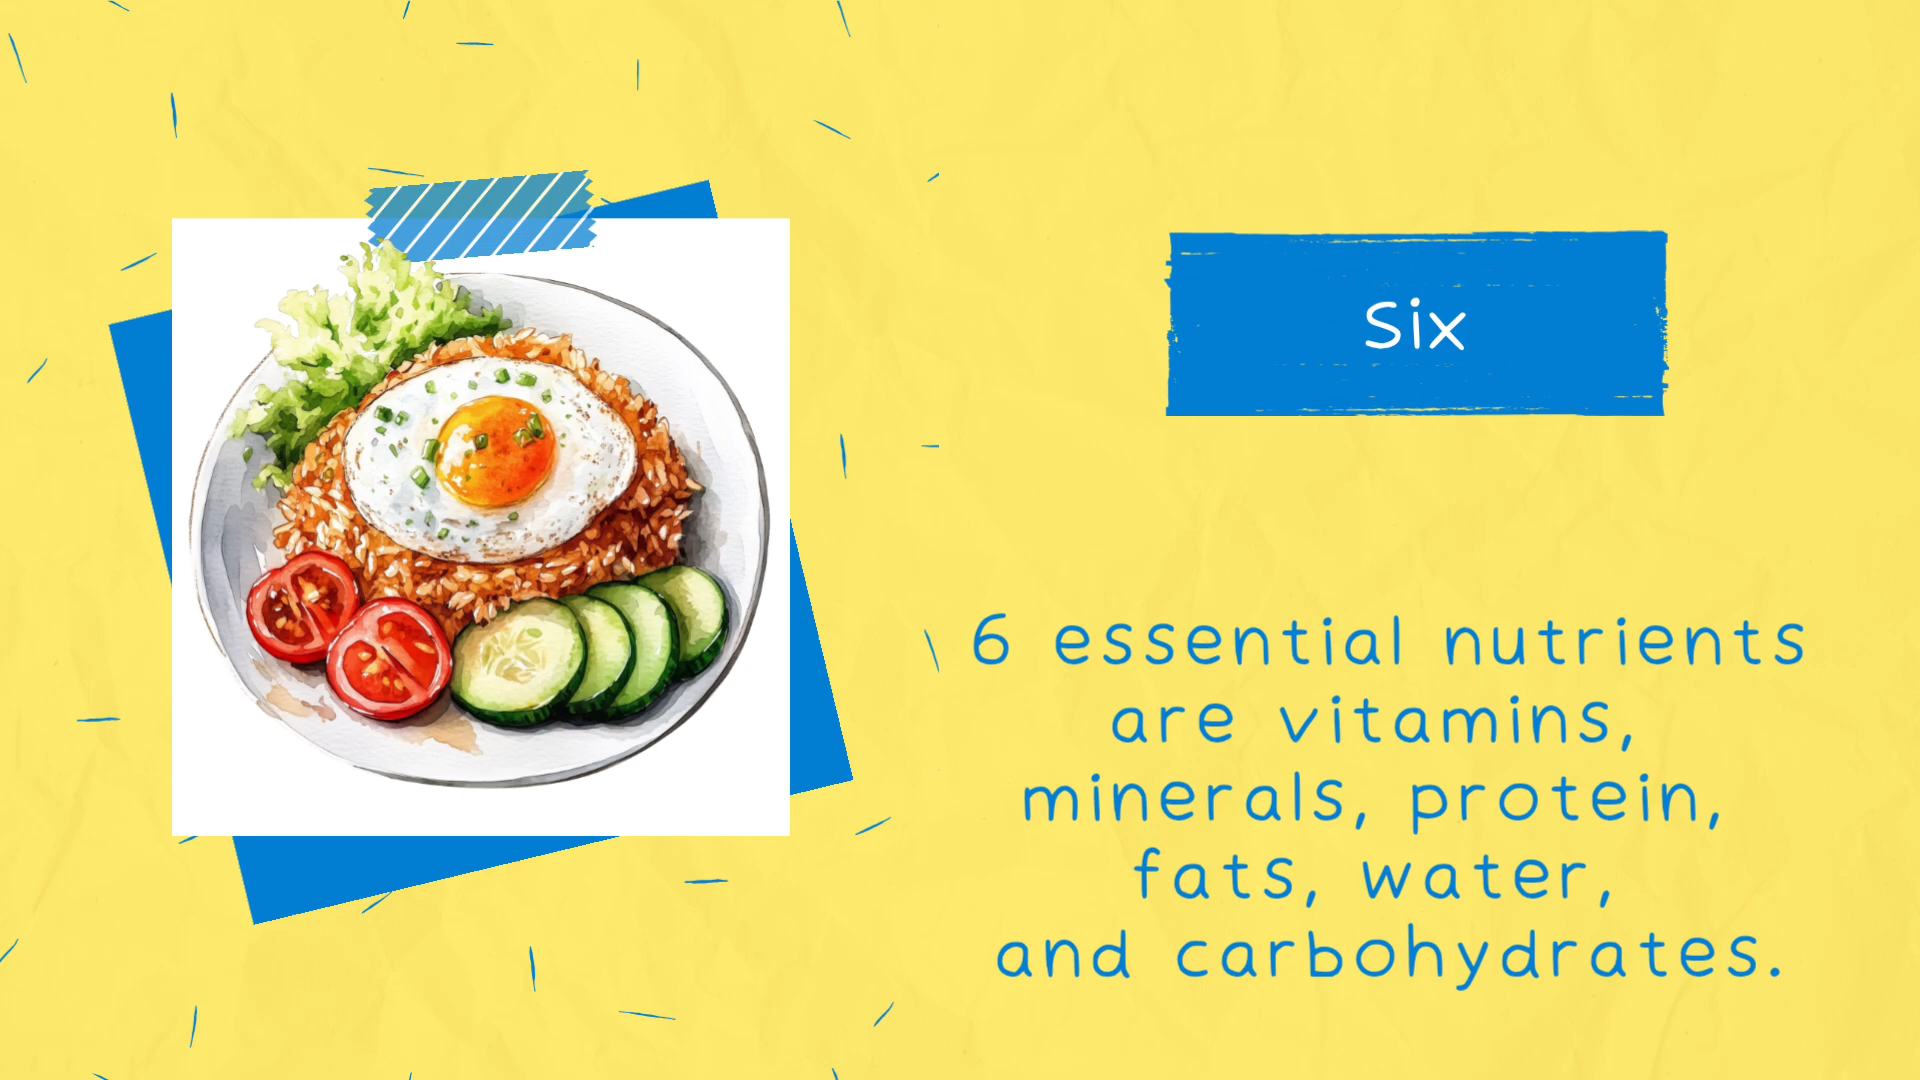 Six
6 essential nutrients
are vitamins,
minerals, protein,
fats, water,
and carbohydrates.